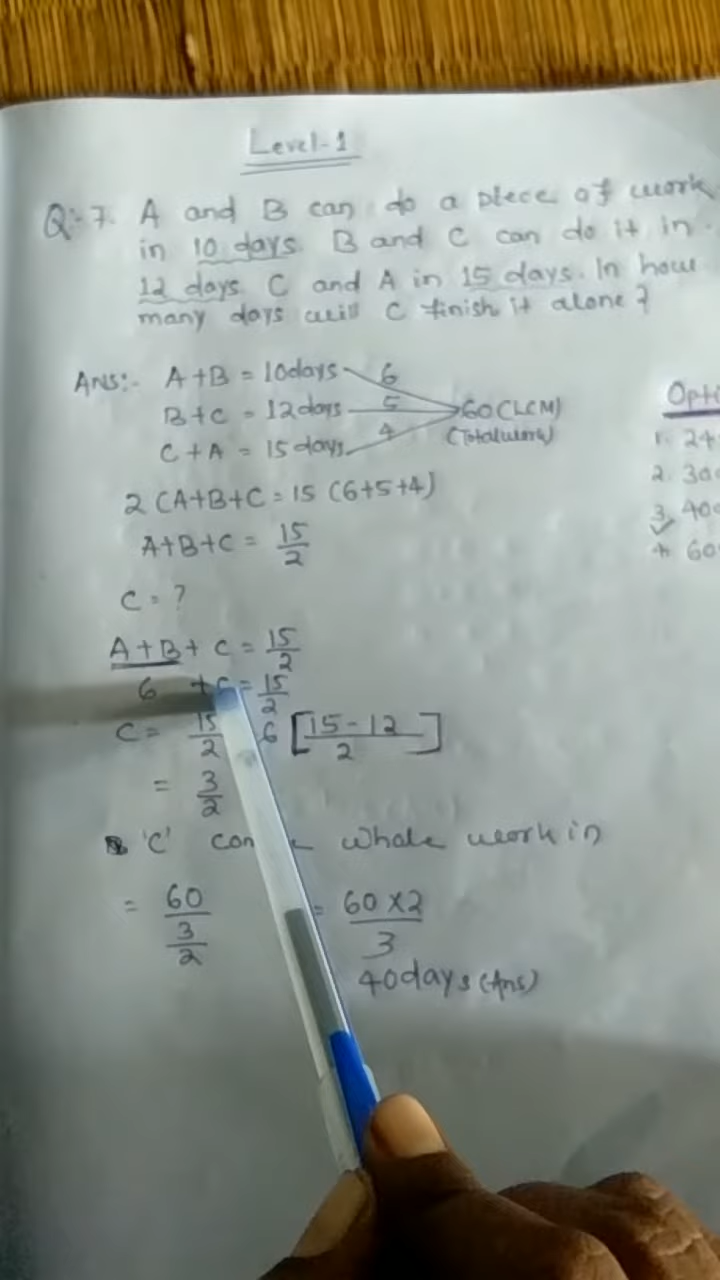 Level-1
Q:-7. A and B can do a piece of work
in 10 days. B and C can do it in
12 days. C and A in 15 days. In how
many days will C finish it alone?
Ans:- A+B = 10days 6
B+C = 12days 5 60(LCM)
C+A = 15 days 4 (Total work)
2 (A+B+C = 15 (6+5+4)
A+B+C = 15/2
C = ?
A+B+C = 15/2
6 +C = 15/2
C = 15/2 6 [15-12/2]
= 3/2
'C' whole work in
= 60/3/2 = 60×2/3
40days (Ans)
1. 24
2. 30
3. 40
60